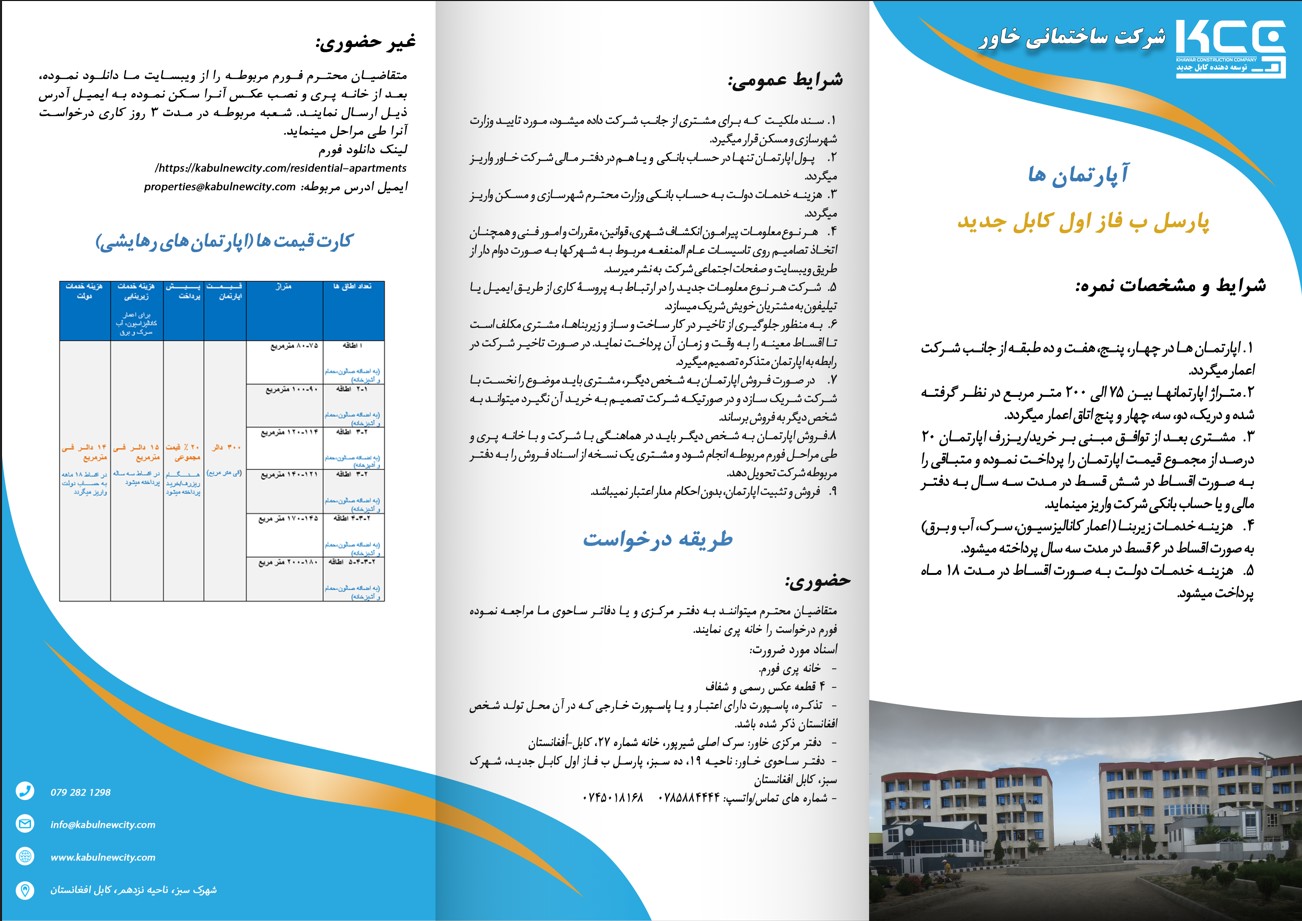 شرکت ساختمانی خاور
KCC
KHAWAR CONSTRUCTION COMPANY
توسعه دهنده کابل جدید
آپارتمان ها
پارسل ب فاز اول کابل جدید
شرایط و مشخصات نمره:
۱. اپارتمان ها در چهار، پنج، هفت و ده طبقه از جانب شرکت
اعمار میگردد.
۲.متراژ اپارتمانها بین ۷۵ الی ۲۰۰ متر مربع در نظر گرفته
شده و دریک، دو، سه، چهار و پنج اتاق اعمار میگردد.
۳. مشتری بعد از توافق مبنی بر خرید/ریزرف اپارتمان ۲۰
درصد از مجموع قیمت اپارتمان را پرداخت نموده و متباقی را
به صورت اقساط در شش قسط در مدت سه سال به دفتر
مالی و یا حساب بانکی شرکت واریز مینماید.
۴. هزینه خدمات زیربنا (اعمار کانالیزسیون، سرک، آب و برق)
به صورت اقساط در ۶ قسط در مدت سه سال پرداخته میشود.
۵. هزینه خدمات دولت به صورت اقساط در مدت ۱۸ ماه
پرداخت میشود.
شرایط عمومی:
۱. سند ملکیت که برای مشتری از جانب شرکت داده میشود، مورد تایید وزارت
شهرسازی و مسکن قرار میگیرد.
۲. پول اپارتمان تنها در حساب بانکی و یا هم در دفتر مالی شرکت خاور واریز
میگردد.
۳. هزینه خدمات دولت به حساب بانکی وزارت محترم شهرسازی و مسکن واریز
میگردد.
۴. هر نوع معلومات پیرامون انکشاف شهری، قوانین، مقررات و امور فنی و همچنان
اتخاذ تصامیم روی تاسیسات عام المنفعه مربوط به شهرکها به صورت دوام دار از
طریق ویبسایت و صفحات اجتماعی شرکت به نشر میرسد.
۵. شرکت هر نوع معلومات جدید را در ارتباط به پروسهٔ کاری از طریق ایمیل یا
تیلیفون به مشتریان خویش شریک میسازد.
۶. به منظور جلوگیری از تاخیر در کار ساخت و ساز و زیربناها، مشتری مکلف است
تا اقساط معینه را به وقت و زمان آن پرداخت نماید. در صورت تاخیر شرکت در
رابطه به اپارتمان متذکره تصمیم میگیرد.
۷. در صورت فروش اپارتمان به شخص دیگر، مشتری باید موضوع را نخست با
شرکت شریک سازد و در صورتیکه شرکت تصمیم به خرید آن نگیرد میتواند به
شخص دیگر به فروش برساند.
۸.فروش اپارتمان به شخص دیگر باید در هماهنگی با شرکت و با خانه پری و
طی مراحل فورم مربوطه انجام شود و مشتری یک نسخه از اسناد فروش را به دفتر
مربوطه شرکت تحویل دهد.
۹. فروش و تثبیت اپارتمان، بدون احکام مدار اعتبار نمیباشد.
طریقه درخواست
حضوری:
متقاضیان محترم میتوانند به دفتر مرکزی و یا دفاتر ساحوی ما مراجعه نموده
فورم درخواست را خانه پری نمایند.
اسناد مورد ضرورت:
- خانه پری فورم.
- ۴ قطعه عکس رسمی و شفاف
- تذکره، پاسپورت دارای اعتبار و یا پاسپورت خارجی که در آن محل تولد شخص
افغانستان ذکر شده باشد.
- دفتر مرکزی خاور: سرک اصلی شیرپور، خانه شماره ۲۷، کابل-أفغانستان
- دفتر ساحوی خاور: ناحیه ۱۹، ده سبز، پارسل ب فاز اول کابل جدید، شهرک
سبز، کابل افغانستان
- شماره های تماس/واتسپ: ۰۷۸۵۸۸۴۴۴۴ ۰۷۴۵۰۱۸۱۶۸
غیر حضوری:
متقاضیان محترم فورم مربوطه را از ویبسایت ما دانلود نموده،
بعد از خانه پری و نصب عکس آنرا سکن نموده به ایمیل آدرس
ذیل ارسال نمایند. شعبه مربوطه در مدت ۳ روز کاری درخواست
آنرا طی مراحل مینماید.
لینک دانلود فورم
/https://kabulnewcity.com/residential-apartments
ایمیل ادرس مربوطه: properties@kabulnewcity.com
کارت قیمت ها (اپارتمان های رهایشی)
تعداد اطاق ها متراژ قیمت اپارتمان پیش پرداخت هزینه خدمات زیربنایی برای اعمار کانالیزاسیون، آب سرک و برق هزینه خدمات دولت
۱ اطاقه ۷۵-۸۰ مترمربع
(به اضافه صالون،حمام و آشپزخانه)
۱-۲ اطاقه ۹۰-۱۰۰ مترمربع
(به اضافه صالون،حمام و آشپزخانه)
۲-۳ اطاقه ۱۱۴-۱۲۰ مترمربع
(به اضافه صالون،حمام و آشپزخانه)
۲-۳ اطاقه ۱۲۱-۱۴۰ مترمربع
(به اضافه صالون،حمام و آشپزخانه)
۲-۳-۴ اطاقه ۱۴۵-۱۷۰ متر مربع
(به اضافه صالون،حمام و آشپزخانه)
۲-۳-۴-۵ اطاقه ۱۸۰-۲۰۰ متر مربع
(به اضافه صالون،حمام و آشپزخانه)
۳۰۰ دالر
(فی متر مربع)
۲۰ ٪ قیمت مجموعی
هنگام ریزرف/خرید پرداخته میشود
۱۵ دالر فی مترمربع
در اقساط سه ساله پرداخته میشود
۱۴ دالر فی مترمربع
در اقساط ۱۸ ماهه به حساب دولت واریز میگردد
079 282 1298
info@kabulnewcity.com
www.kabulnewcity.com
شهرک سبز، ناحیه نزدهم، کابل افغانستان